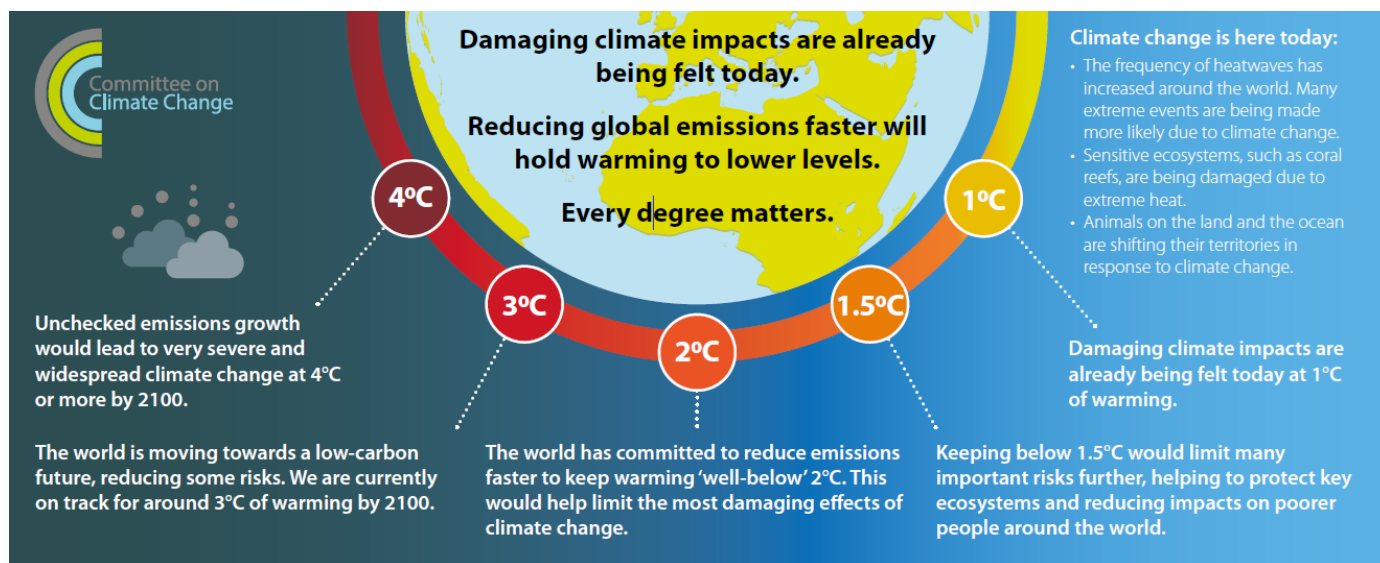 Committee on
Climate Change
Damaging climate impacts are already
being felt today.
Reducing global emissions faster will
hold warming to lower levels.
Every degree matters.
Climate change is here today:
• The frequency of heatwaves has
increased around the world. Many
extreme events are being made
more likely due to climate change.
• Sensitive ecosystems, such as coral
reefs, are being damaged due to
extreme heat.
• Animals on the land and the ocean
are shifting their territories in
response to climate change.
4ºC
3ºC
2ºC
1.5ºC
1ºC
Unchecked emissions growth
would lead to very severe and
widespread climate change at 4°C
or more by 2100.
The world is moving towards a low-carbon
future, reducing some risks. We are currently
on track for around 3°C of warming by 2100.
The world has committed to reduce emissions
faster to keep warming ‘well-below’ 2°C. This
would help limit the most damaging effects of
climate change.
Keeping below 1.5°C would limit many
important risks further, helping to protect key
ecosystems and reducing impacts on poorer
people around the world.
Damaging climate impacts are
already being felt today at 1°C
of warming.